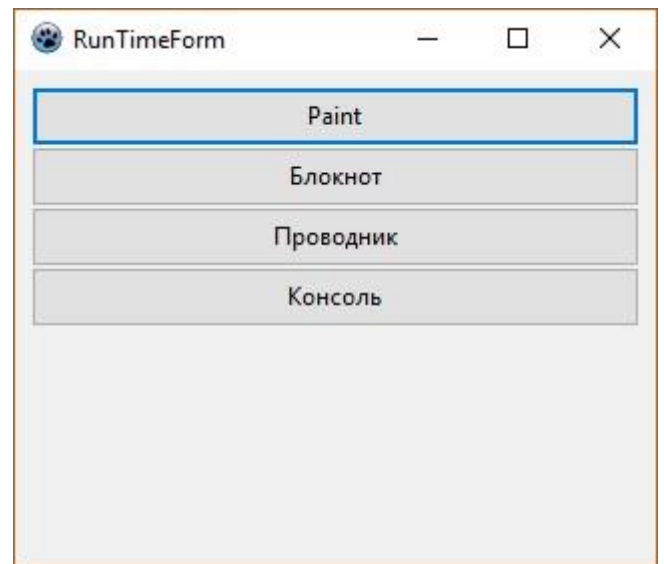 RunTimeForm
Paint
Блокнот
Проводник
Консоль